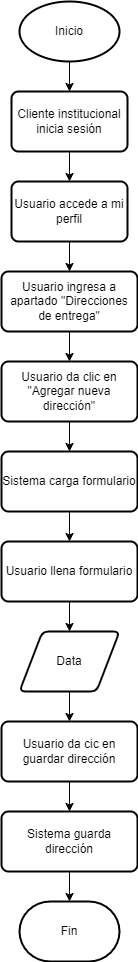 Inicio
Cliente institucional
inicia sesión
Usuario accede a mi
perfil
Usuario ingresa a
apartado "Direcciones
de entrega"
Usuario da clic en
"Agregar nueva
dirección"
Sistema carga formulario
Usuario llena formulario
Data
Usuario da cic en
guardar dirección
Sistema guarda
dirección
Fin